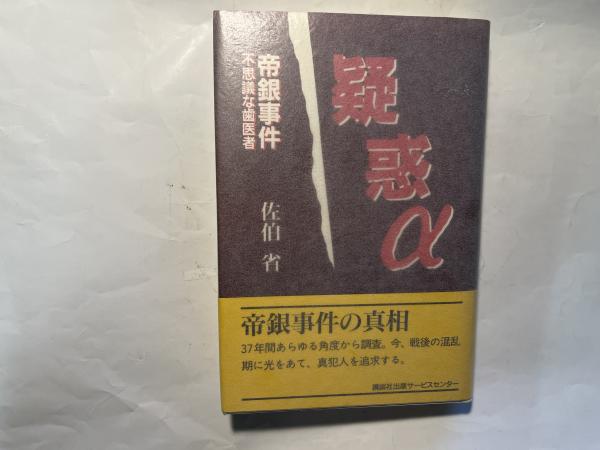 疑惑α
帝銀事件
不思議な歯医者
佐伯 省
帝銀事件の真相
37年間あらゆる角度から調査。今、戦後の混乱
期に光をあて、真犯人を追求する。
講談社出版サービスセンター